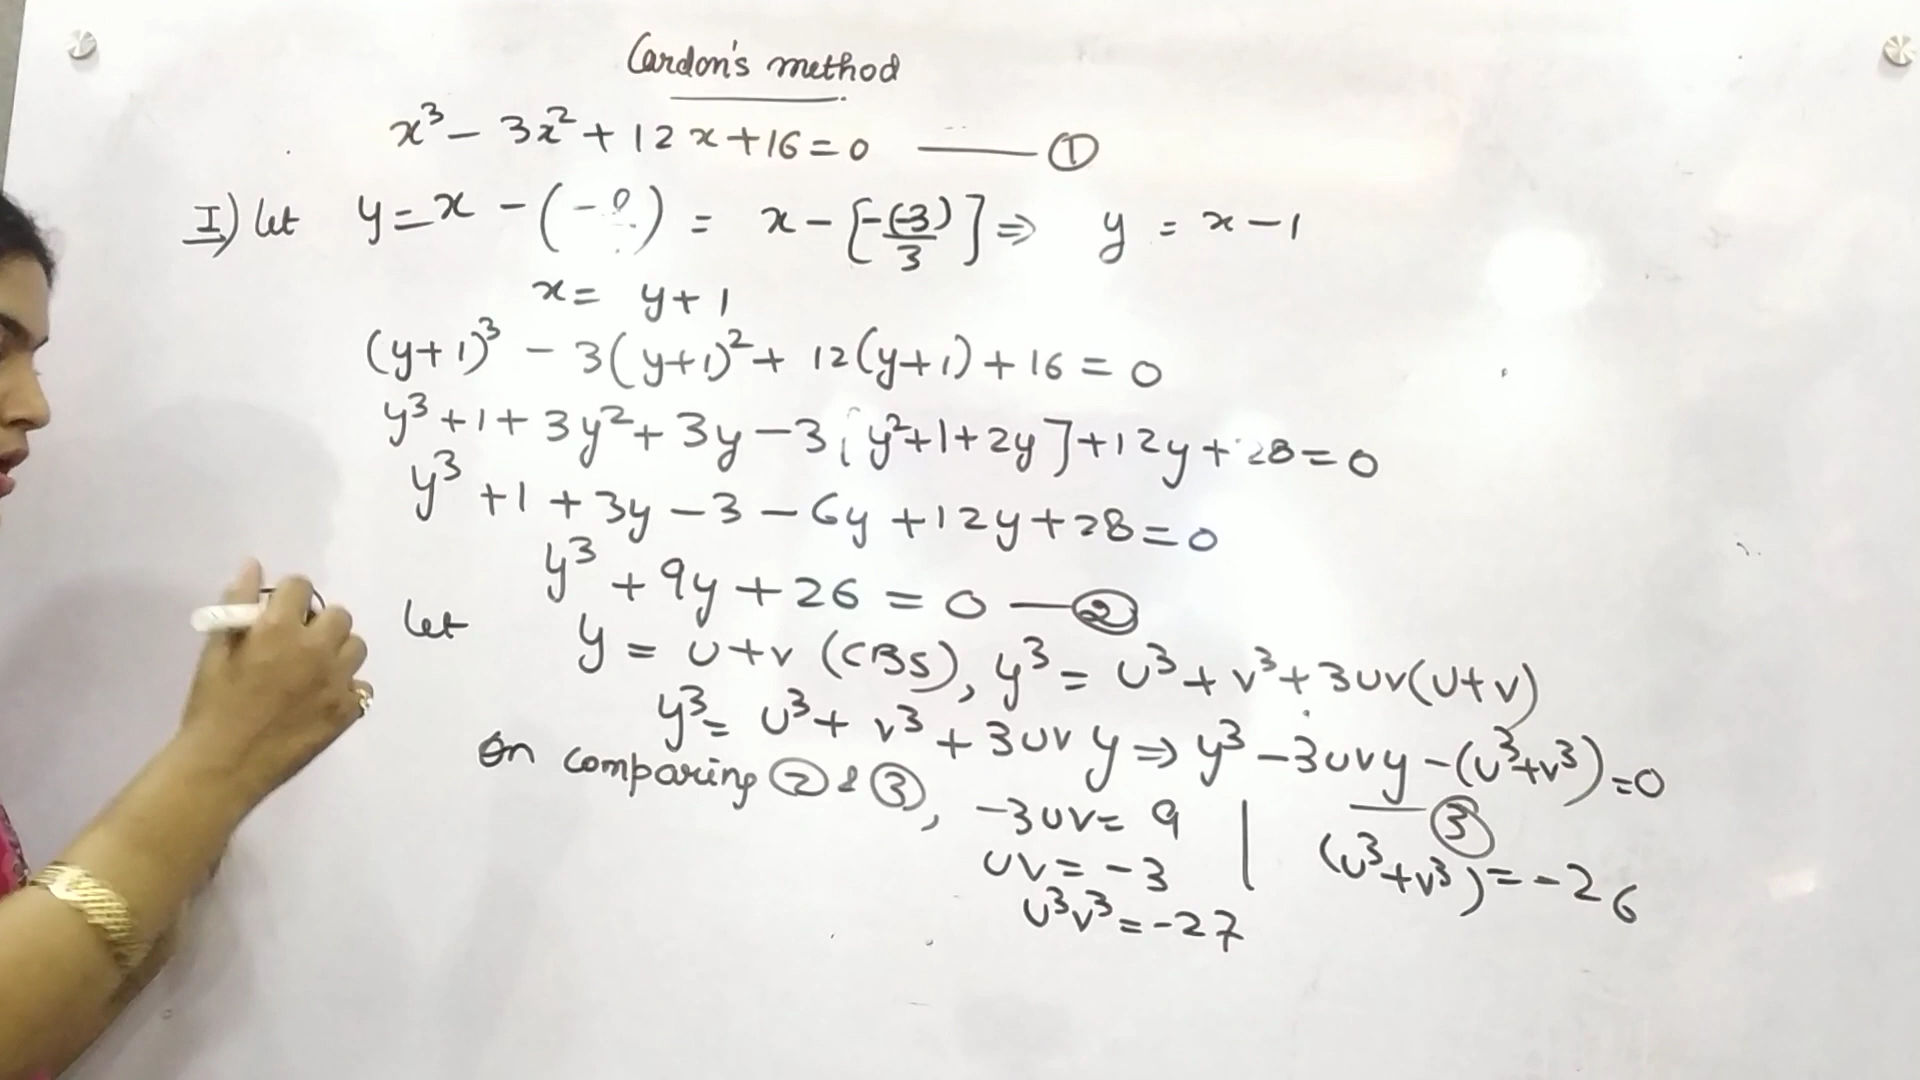 Cardon's method
x³ - 3x² + 12x + 16 = 0 —— ①
I) let y = x - (- ) = x - [-(-3)/3] ⇒ y = x - 1
x = y + 1
(y+1)³ - 3(y+1)² + 12(y+1) + 16 = 0
y³ + 1 + 3y² + 3y - 3[y² + 1 + 2y] + 12y + 28 = 0
y³ + 1 + 3y - 3 - 6y + 12y + 28 = 0
y³ + 9y + 26 = 0 — ②
let y = u+v (CBS), y³ = u³ + v³ + 3uv(u+v)
y³ = u³ + v³ + 3uvy ⇒ y³ - 3uvy - (u³+v³) = 0
— ③
On comparing ② & ③, -3uv = 9 | (u³+v³) = -26
uv = -3
u³v³ = -27